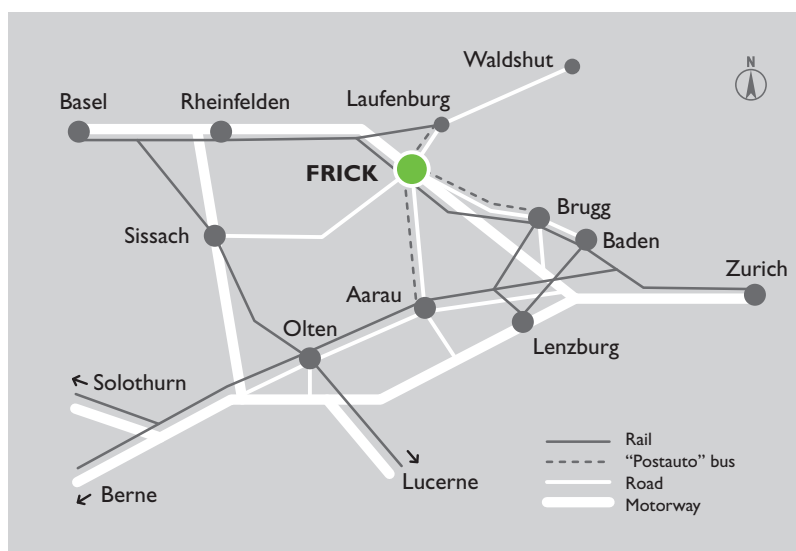 Waldshut
N
Basel
Rheinfelden
Laufenburg
FRICK
Brugg
Sissach
Baden
Zurich
Aarau
Olten
Lenzburg
Solothurn
Rail
"Postauto" bus
Lucerne
Road
Berne
Motorway